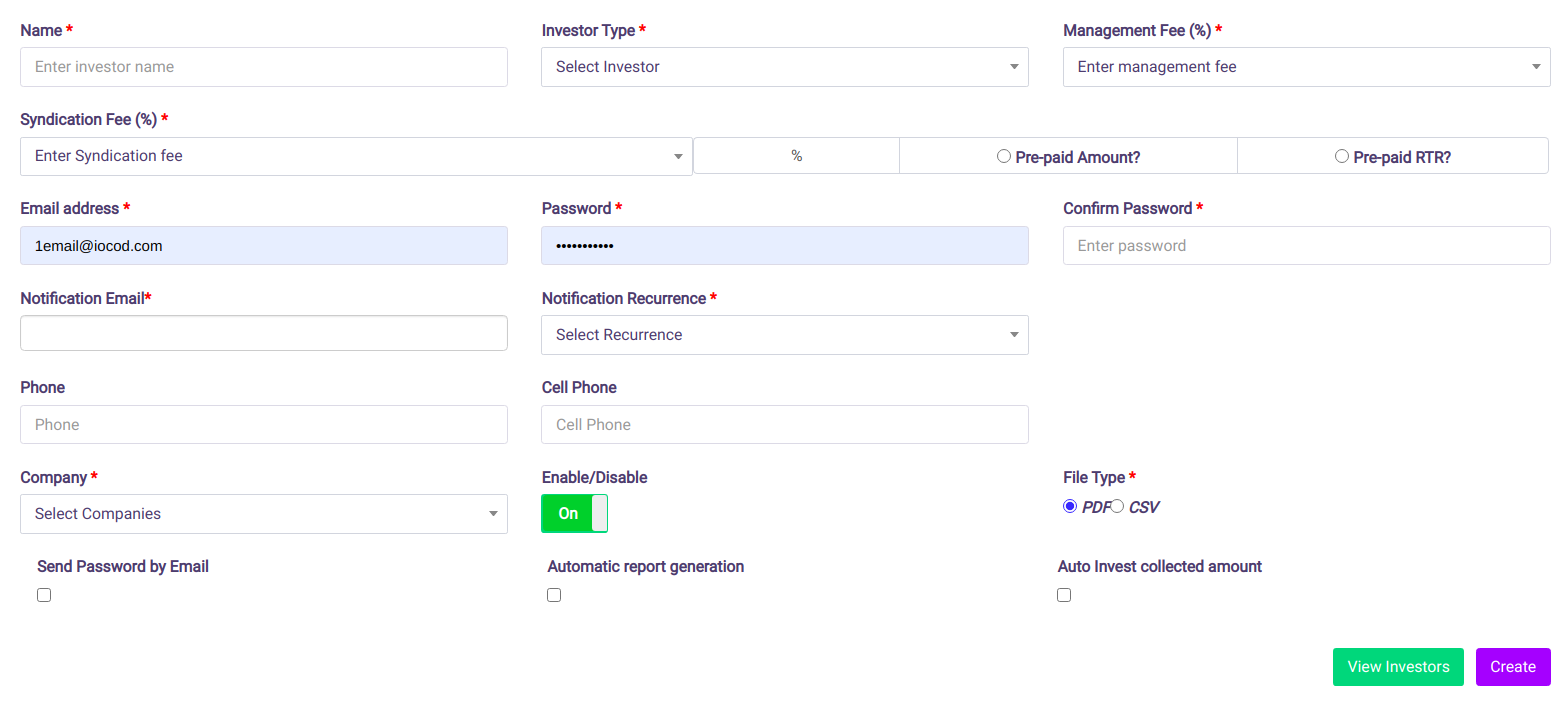 Name * Investor Type * Management Fee (%) *
Enter investor name Select Investor Enter management fee
Syndication Fee (%) *
Enter Syndication fee % Pre-paid Amount? Pre-paid RTR?
Email address * Password * Confirm Password *
1email@iocod.com ••••••••••• Enter password
Notification Email* Notification Recurrence *
Select Recurrence
Phone Cell Phone
Phone Cell Phone
Company * Enable/Disable File Type *
Select Companies On PDF CSV
Send Password by Email Automatic report generation Auto Invest collected amount
View Investors Create